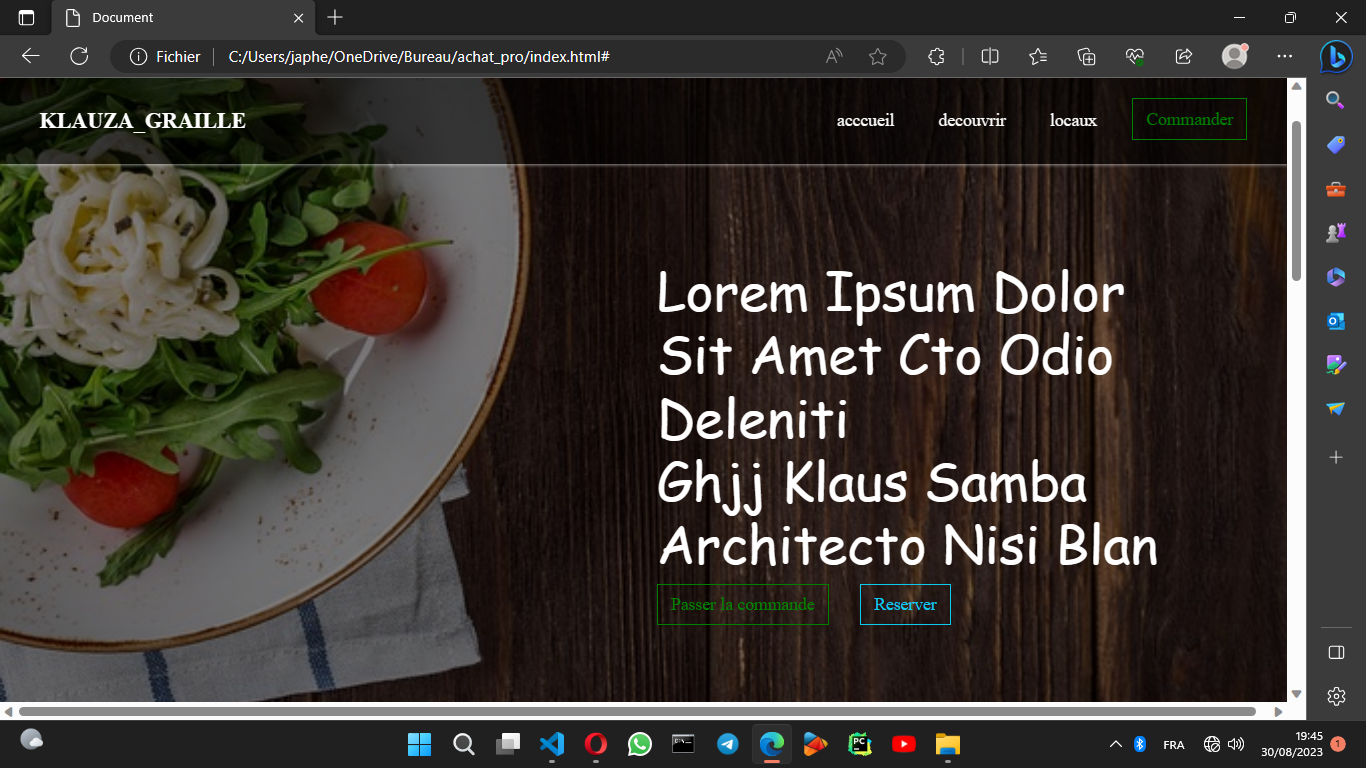 Document
Fichier
C:/Users/japhe/OneDrive/Bureau/achat_pro/index.html#
KLAUZA_GRAILLE
acccueil
decouvrir
locaux
Commander
Lorem Ipsum Dolor
Sit Amet Cto Odio
Deleniti
Ghjj Klaus Samba
Architecto Nisi Blan
Passer la commande
Reserver
FRA
19:45
30/08/2023
1